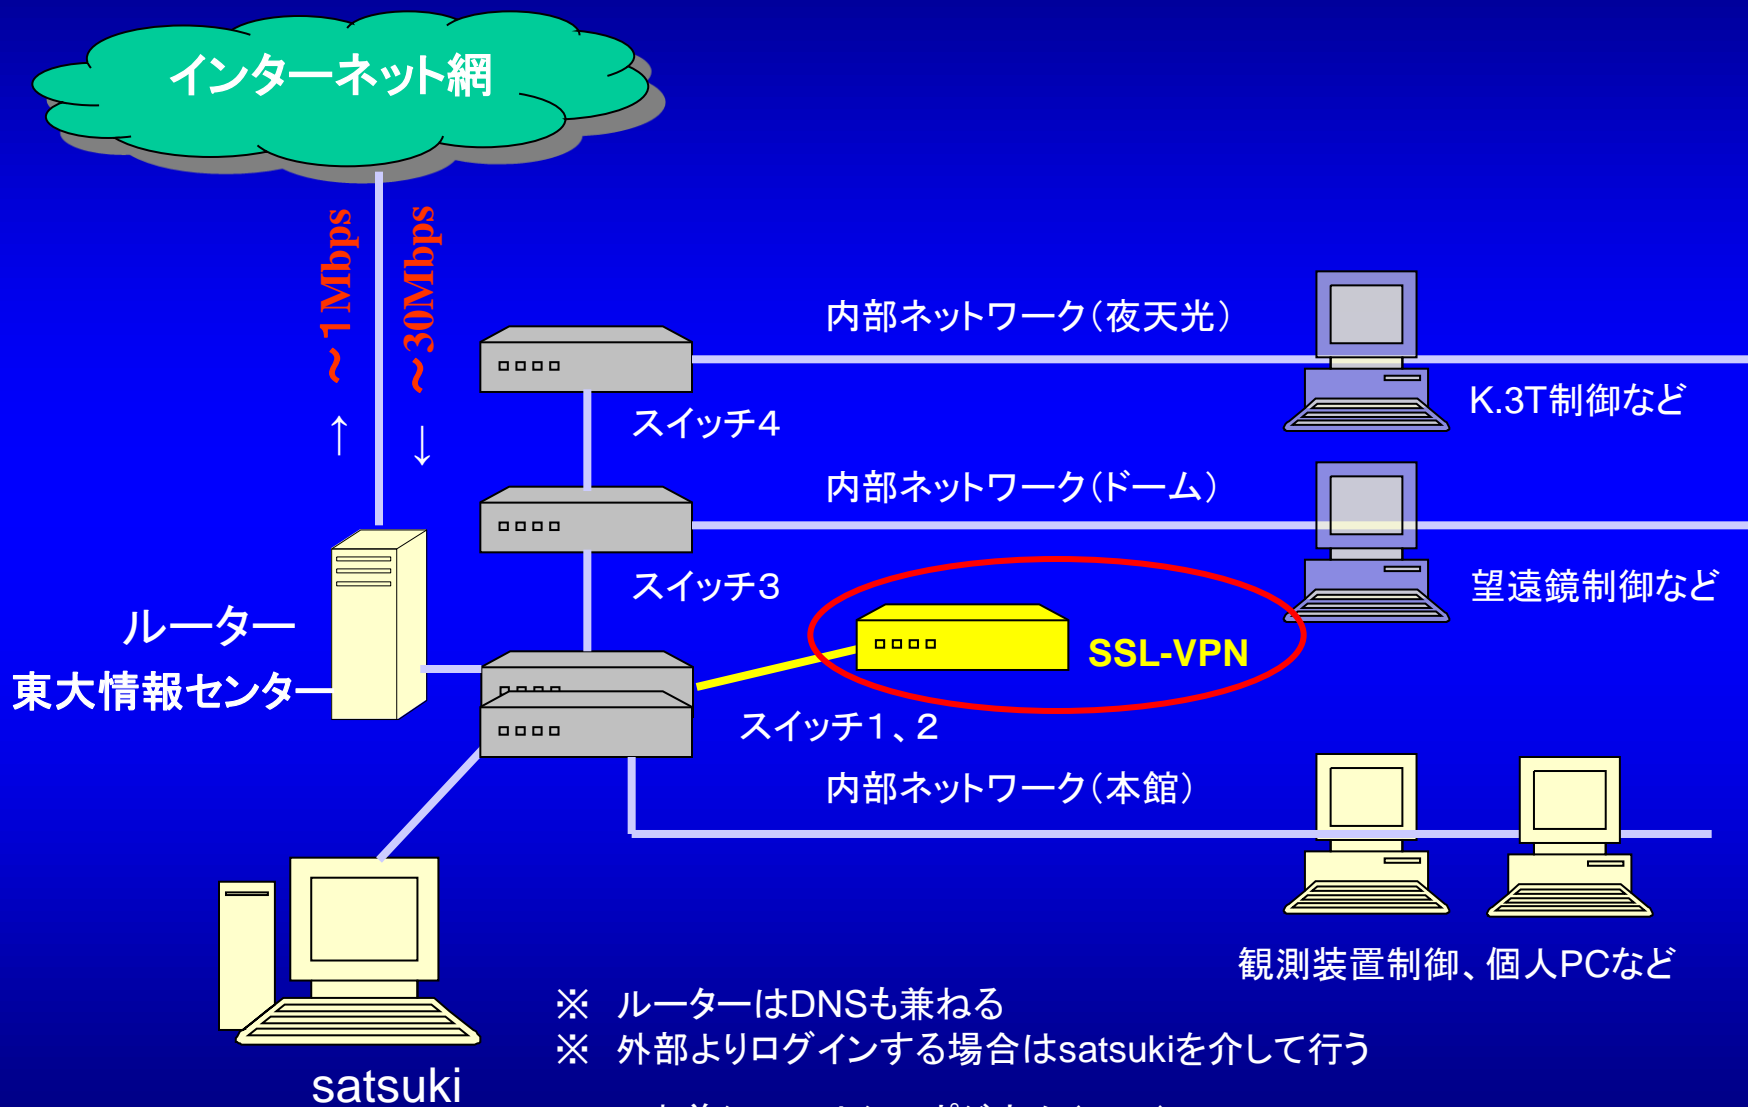 インターネット網
～1Mbps
～30Mbps
↑
↓
内部ネットワーク（夜天光）
K.3T制御など
スイッチ４
内部ネットワーク（ドーム）
望遠鏡制御など
スイッチ３
ルーター
東大情報センター
SSL-VPN
スイッチ１、２
内部ネットワーク（本館）
観測装置制御、個人PCなど
※　ルーターはDNSも兼ねる
※　外部よりログインする場合はsatsukiを介して行う
satsuki